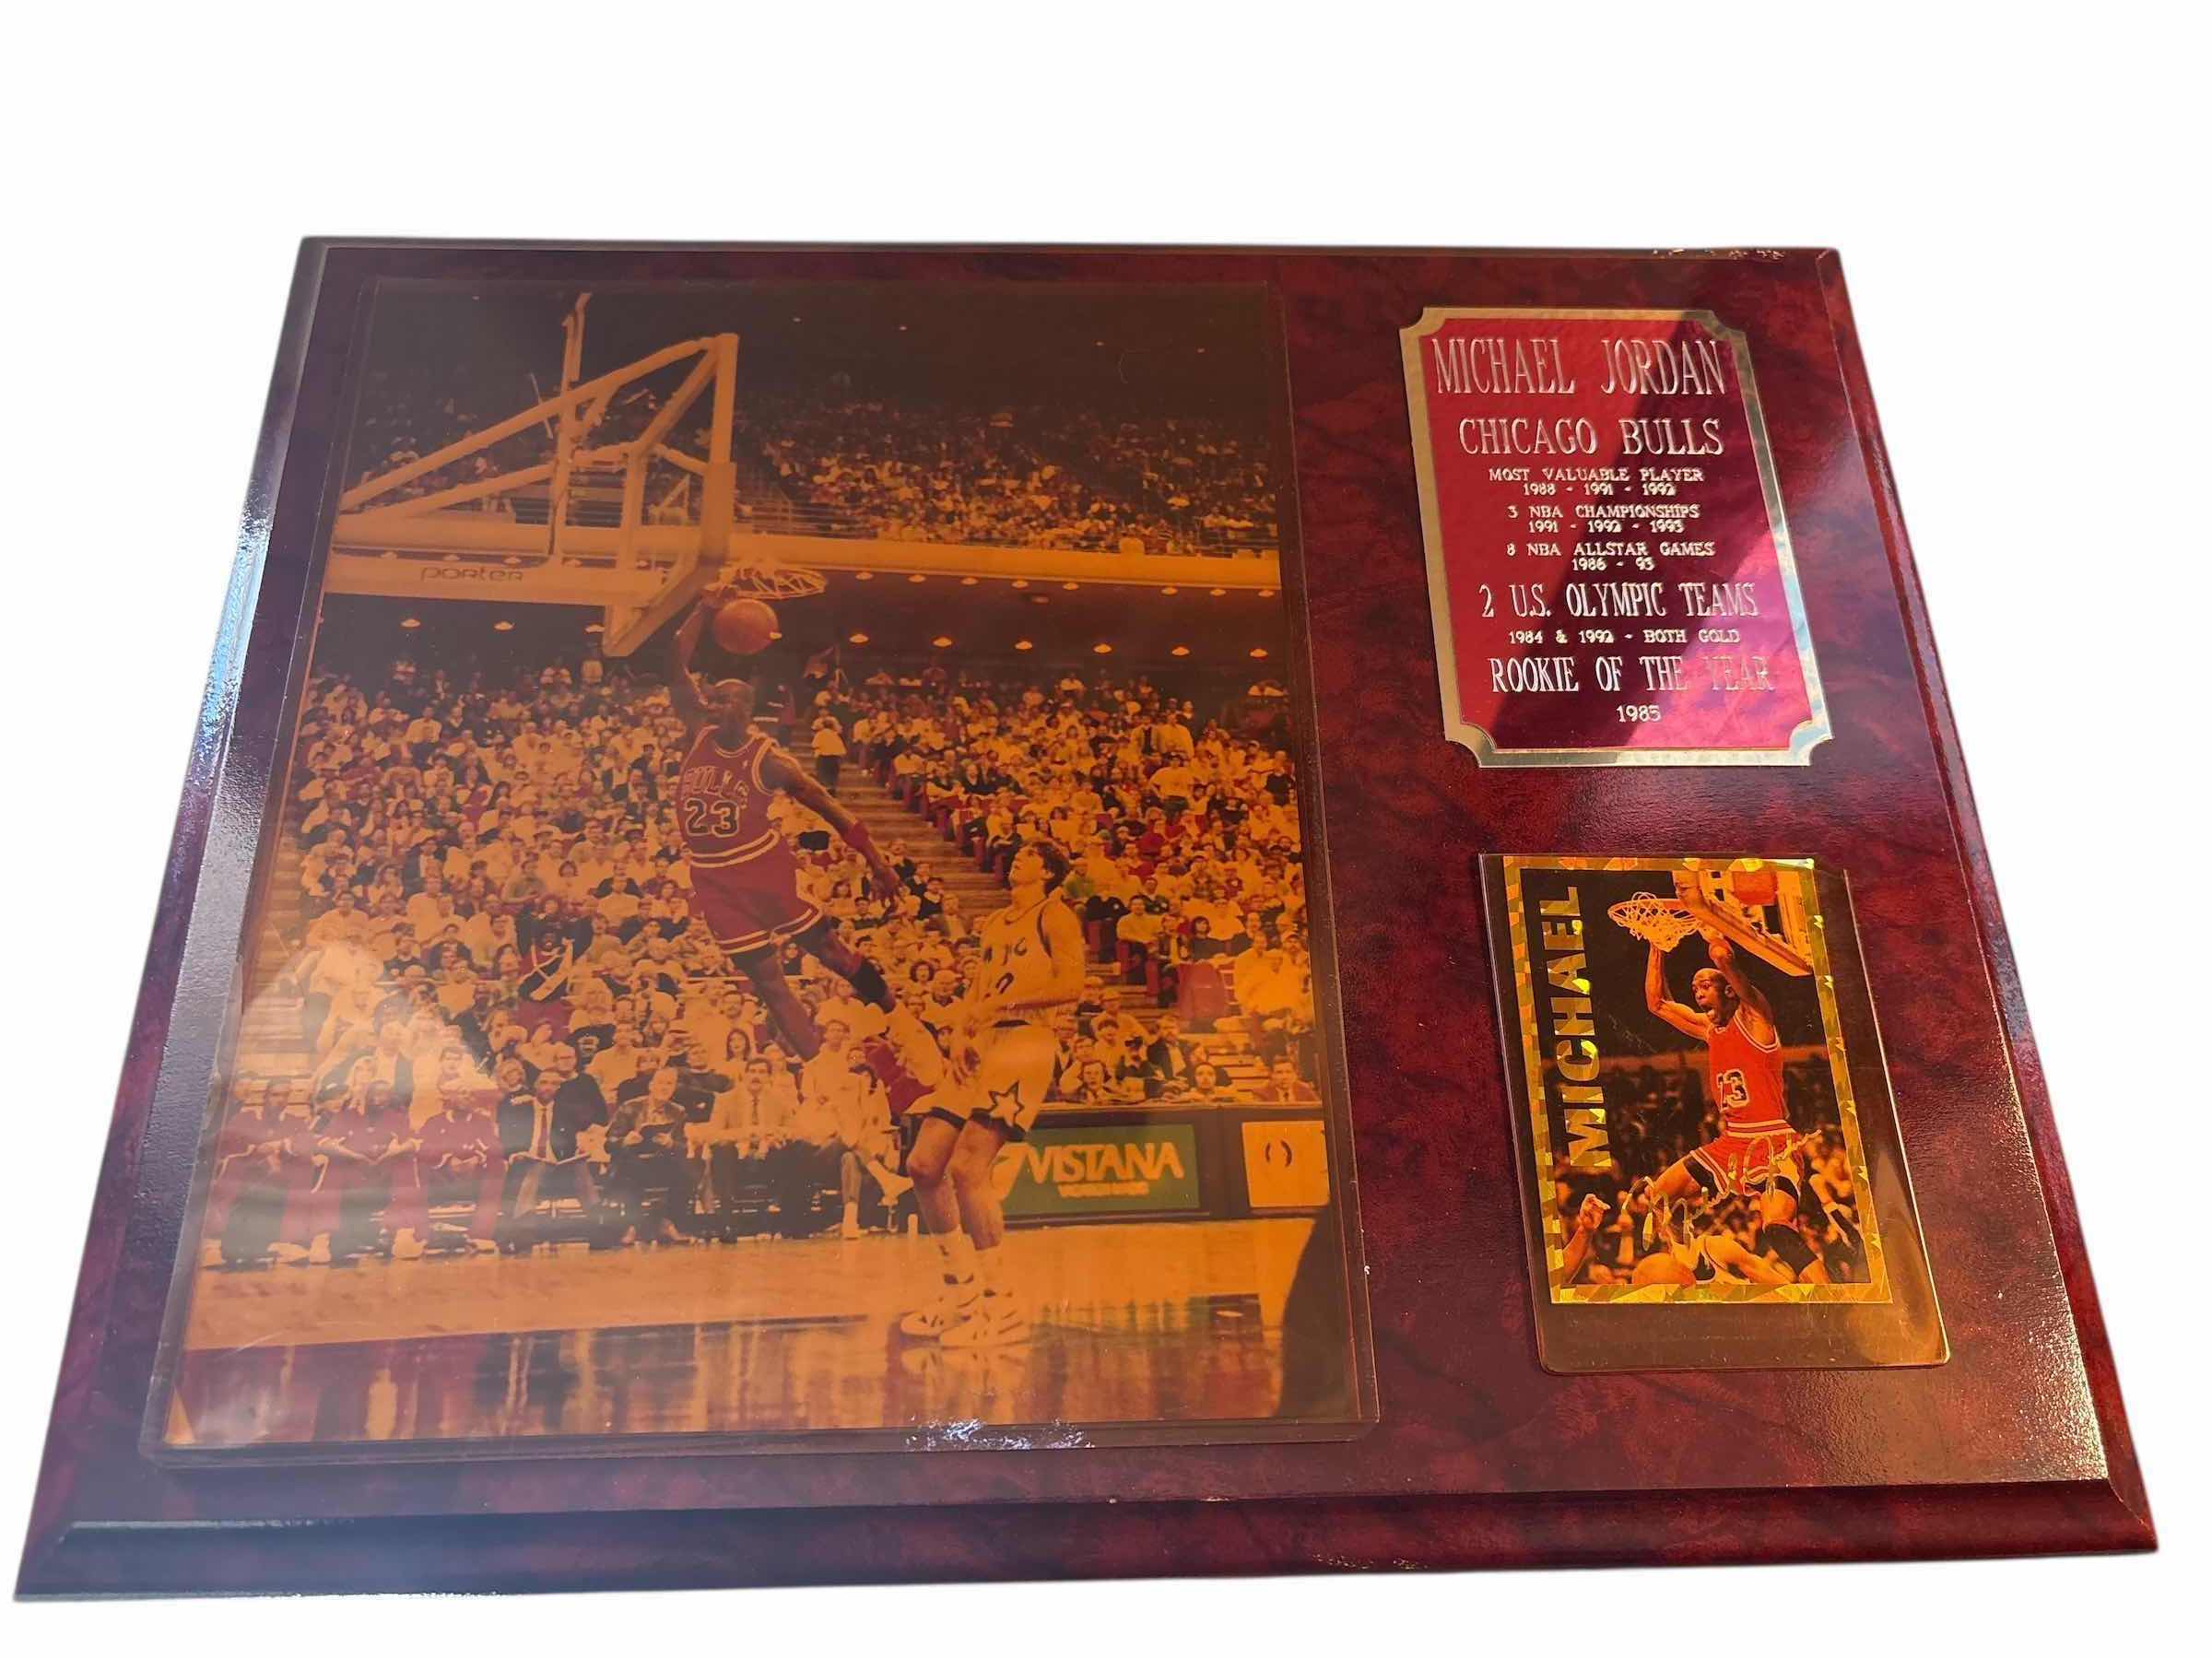 MICHAEL JORDAN
CHICAGO BULLS
MOST VALUABLE PLAYER
1988 - 1991 - 1992
3 NBA CHAMPIONSHIPS
1991 - 1992 - 1993
8 NBA ALLSTAR GAMES
1986 - 93
2 U.S. OLYMPIC TEAMS
1984 & 1992 - BOTH GOLD
ROOKIE OF THE YEAR
1985
porter
BULLS
23
VISTANA
MICHAEL
23